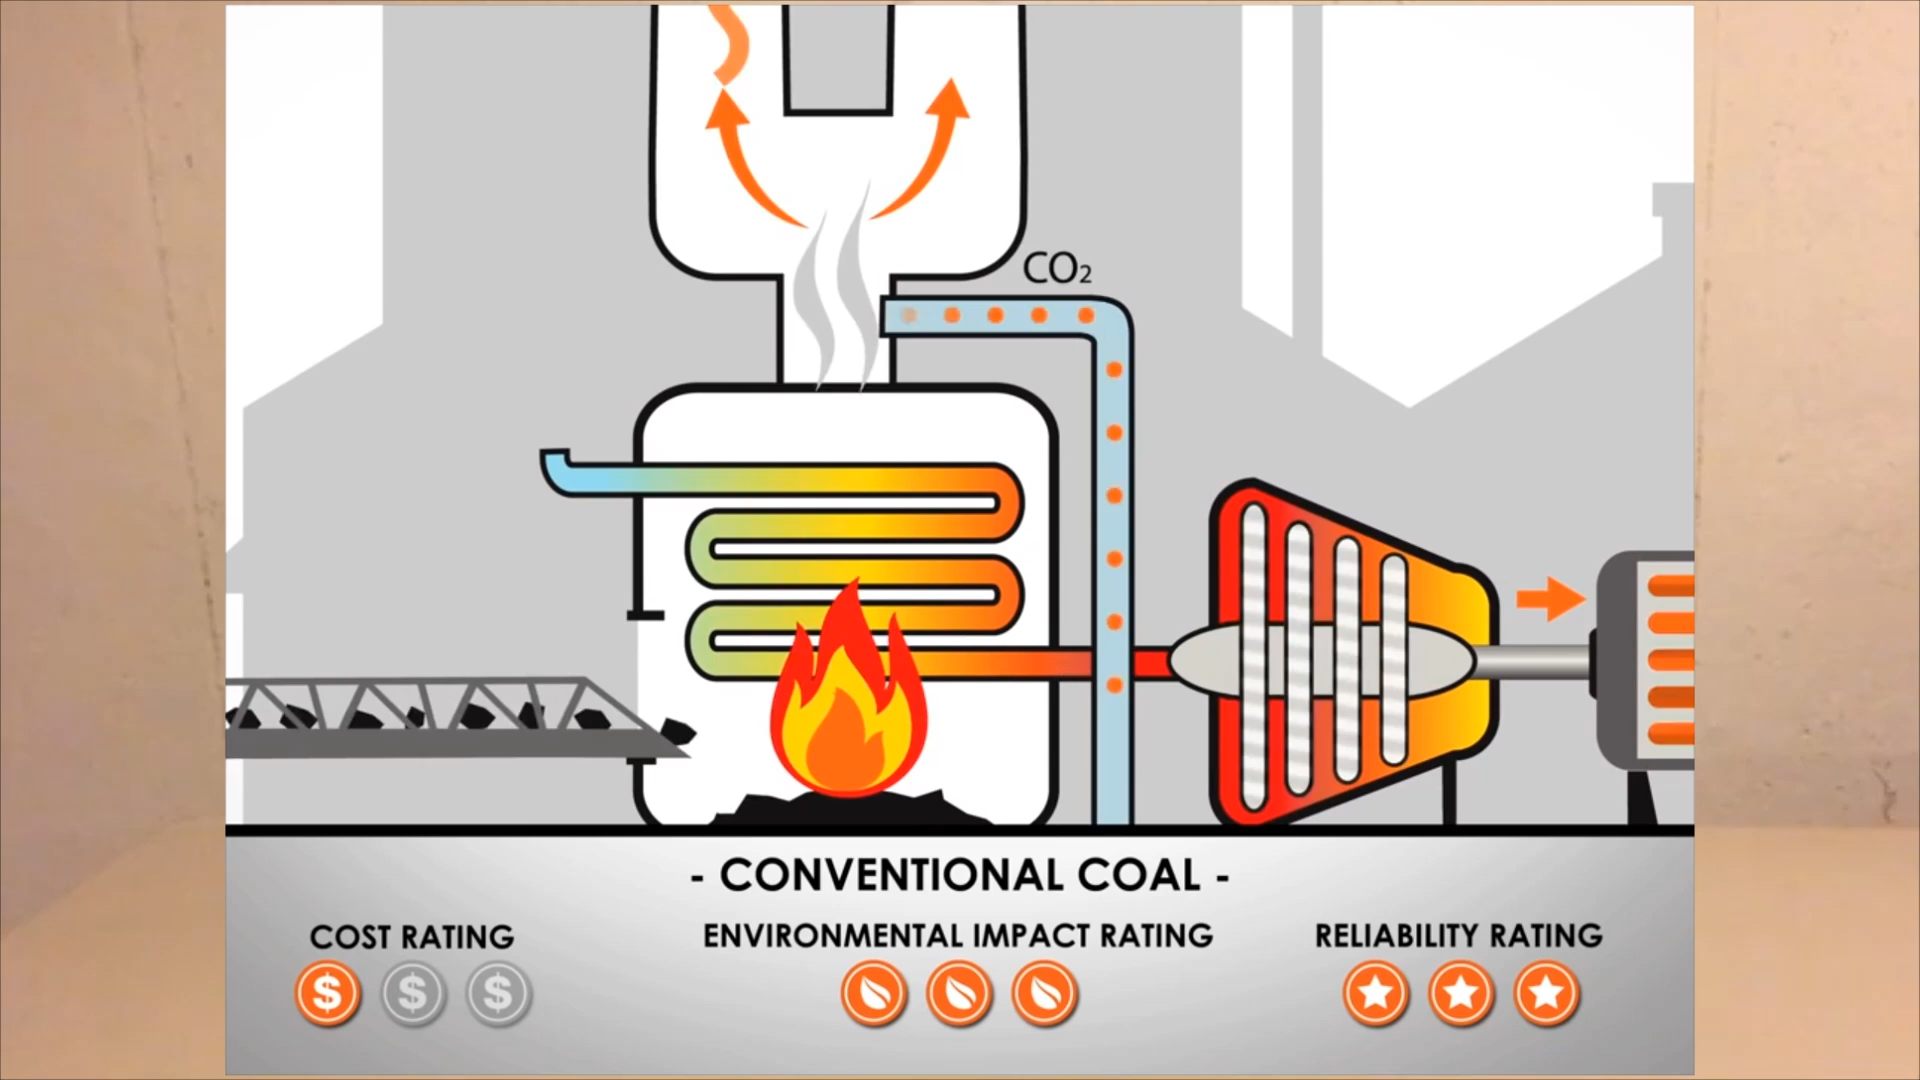 CO₂
- CONVENTIONAL COAL -
COST RATING
ENVIRONMENTAL IMPACT RATING
RELIABILITY RATING
$ $ $